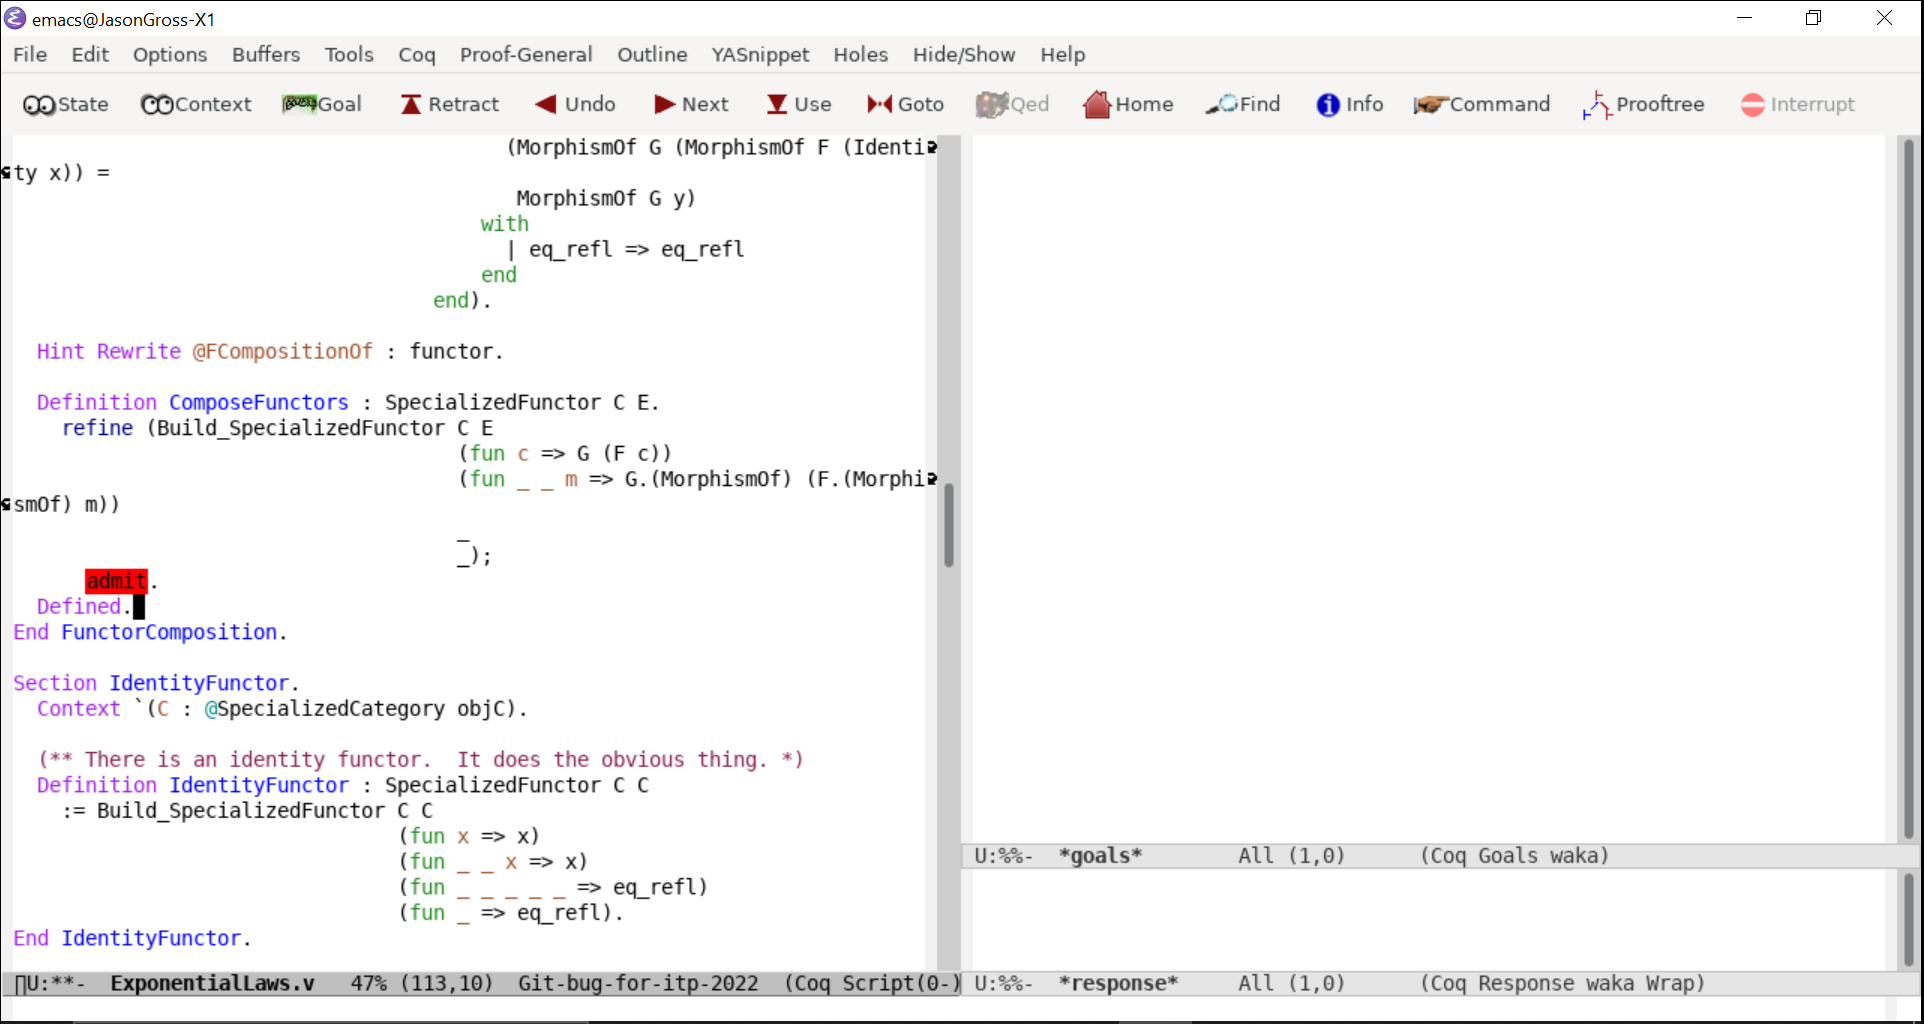 emacs@JasonGross-X1
File Edit Options Buffers Tools Coq Proof-General Outline YASnippet Holes Hide/Show Help
State Context Goal Retract Undo Next Use Goto Qed Home Find Info Command Prooftree Interrupt
(MorphismOf G (MorphismOf F (Identi
ty x)) =
MorphismOf G y)
with
| eq_refl => eq_refl
end
end).
Hint Rewrite @FCompositionOf : functor.
Definition ComposeFunctors : SpecializedFunctor C E.
refine (Build_SpecializedFunctor C E
(fun c => G (F c))
(fun _ _ m => G.(MorphismOf) (F.(Morphi
smOf) m))
_
_);
admit.
Defined.
End FunctorComposition.
Section IdentityFunctor.
Context `(C : @SpecializedCategory objC).
(** There is an identity functor.  It does the obvious thing. *)
Definition IdentityFunctor : SpecializedFunctor C C
:= Build_SpecializedFunctor C C
(fun x => x)
(fun _ _ x => x)
(fun _ _ _ _ _ => eq_refl)
(fun _ => eq_refl).
End IdentityFunctor.
U:**-  ExponentialLaws.v   47% (113,10)  Git-bug-for-itp-2022  (Coq Script(0-)
U:%%-  *goals*        All (1,0)      (Coq Goals waka)
U:%%-  *response*     All (1,0)      (Coq Response waka Wrap)